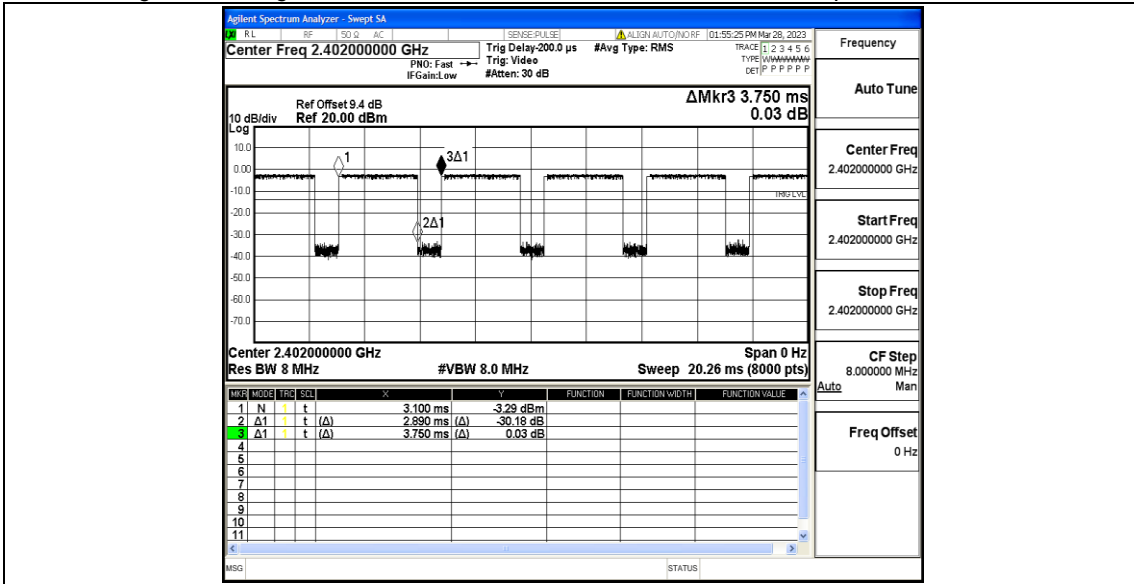 Agilent Spectrum Analyzer - Swept SA
RL RF 50 Ω AC SENSE:PULSE ALIGN AUTO/NO RF 01:55:25 PM Mar 28, 2023
Center Freq 2.402000000 GHz
PNO: Fast
IFGain:Low
Trig Delay-200.0 µs
Trig: Video
#Atten: 30 dB
#Avg Type: RMS
TRACE 1 2 3 4 5 6
TYPE WWWWWW
DET P P P P P P
ΔMkr3 3.750 ms
0.03 dB
Ref Offset 9.4 dB
10 dB/div Ref 20.00 dBm
Log
10.0
0.00
-10.0
-20.0
-30.0
-40.0
-50.0
-60.0
-70.0
1
3Δ1
2Δ1
TRIG LVL
Center 2.402000000 GHz Span 0 Hz
Res BW 8 MHz #VBW 8.0 MHz Sweep 20.26 ms (8000 pts)
MKR MODE TRC SCL X Y FUNCTION FUNCTION WIDTH FUNCTION VALUE
1 N 1 t 3.100 ms -3.29 dBm
2 Δ1 1 t (Δ) 2.890 ms (Δ) -30.18 dB
3 Δ1 1 t (Δ) 3.750 ms (Δ) 0.03 dB
4
5
6
7
8
9
10
11
MSG STATUS
Frequency
Auto Tune
Center Freq
2.402000000 GHz
Start Freq
2.402000000 GHz
Stop Freq
2.402000000 GHz
CF Step
8.000000 MHz
Auto Man
Freq Offset
0 Hz